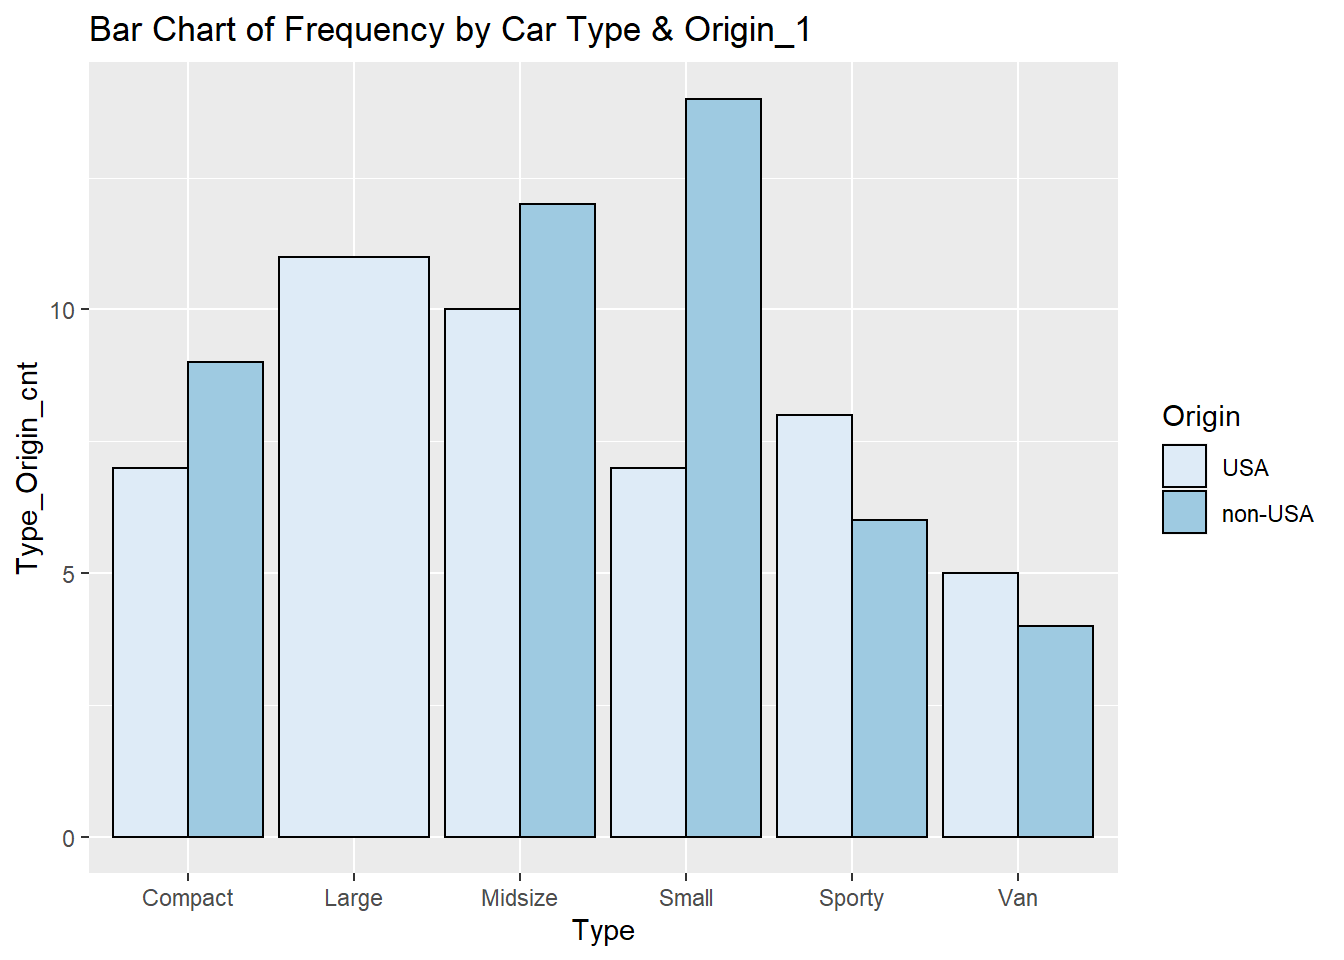 Bar Chart of Frequency by Car Type & Origin_1
Type_Origin_cnt
10
5
0
Compact Large Midsize Small Sporty Van
Type
Origin
USA
non-USA